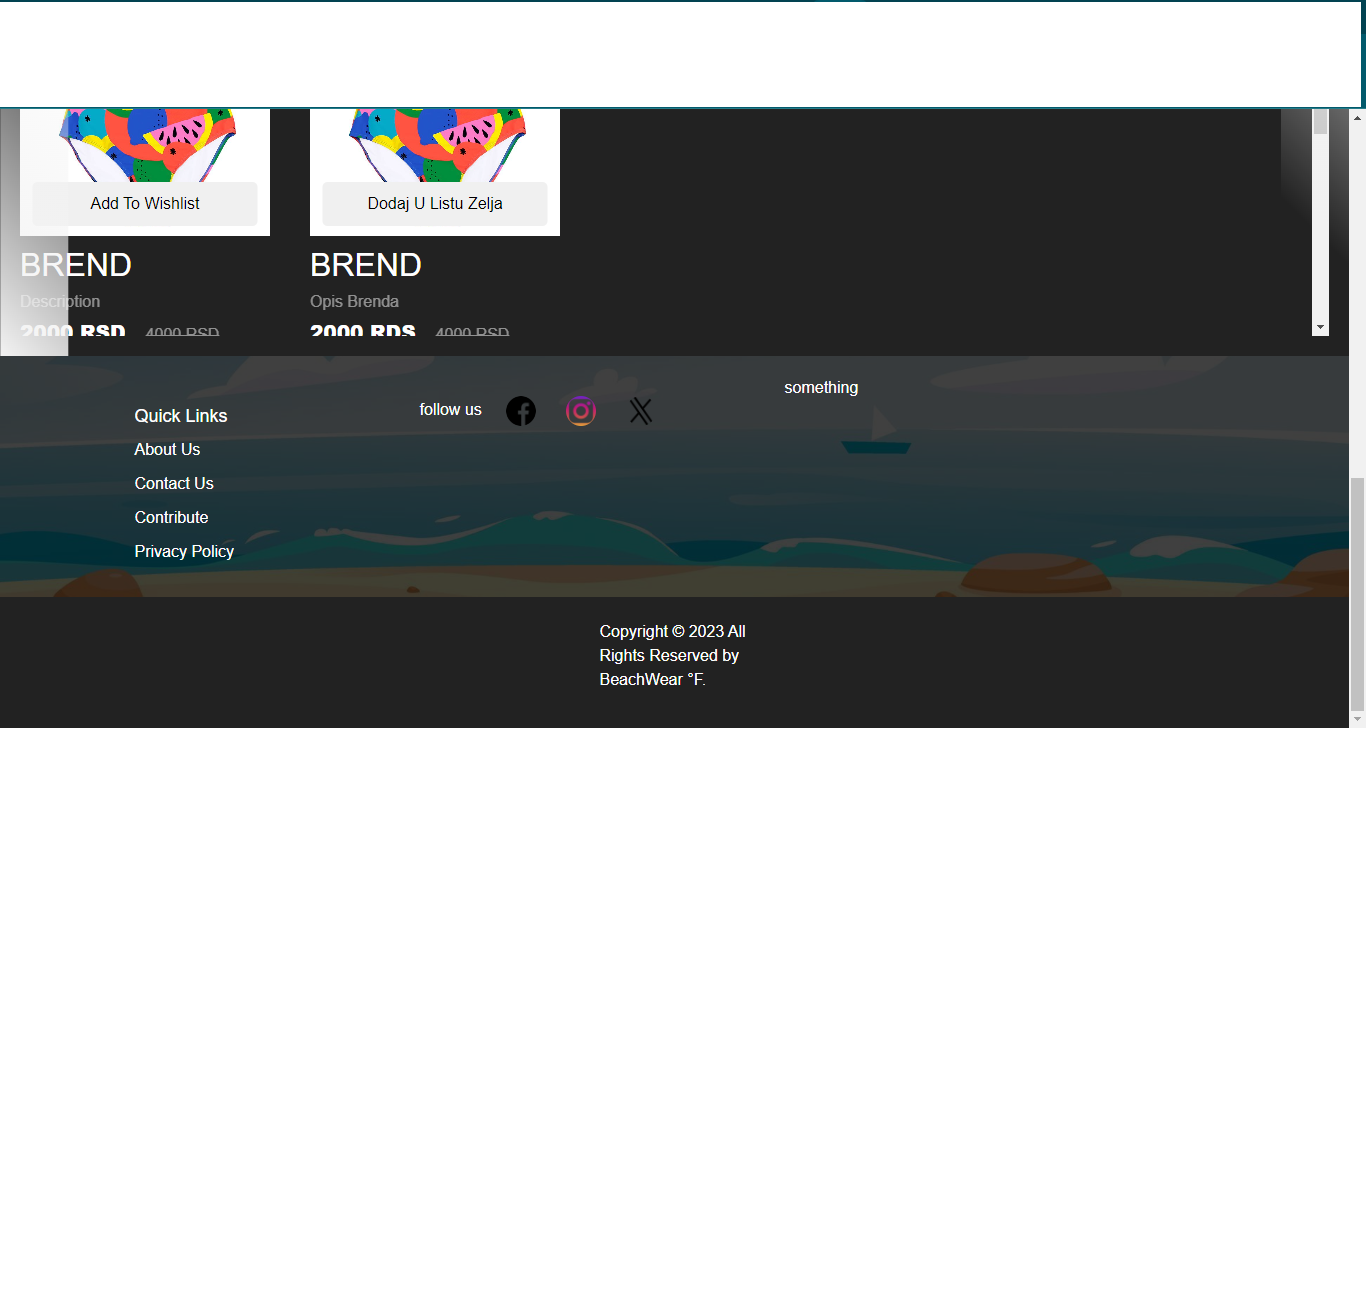 Add To Wishlist
Dodaj U Listu Zelja
BREND
BREND
Description
Opis Brenda
2000 RSD 4000 RSD
2000 RDS 4000 RSD
Quick Links
About Us
Contact Us
Contribute
Privacy Policy
follow us
something
Copyright © 2023 All
Rights Reserved by
BeachWear °F.